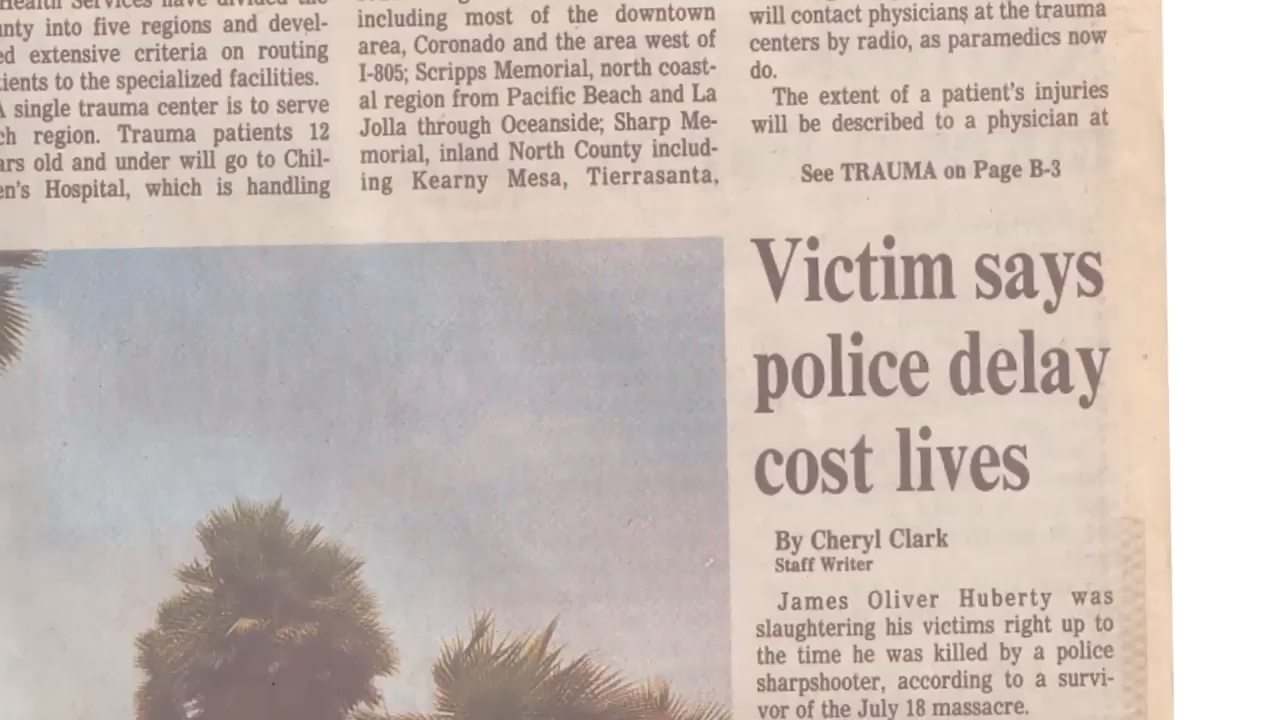 Health Services have divided the
unty into five regions and devel-
ed extensive criteria on routing
ients to the specialized facilities.
A single trauma center is to serve
ch region. Trauma patients 12
ars old and under will go to Chil-
en's Hospital, which is handling
including most of the downtown
area, Coronado and the area west of
I-805; Scripps Memorial, north coast-
al region from Pacific Beach and La
Jolla through Oceanside; Sharp Me-
morial, inland North County includ-
ing Kearny Mesa, Tierrasanta,
will contact physicians at the trauma
centers by radio, as paramedics now
do.
The extent of a patient's injuries
will be described to a physician at
See TRAUMA on Page B-3
Victim says
police delay
cost lives
By Cheryl Clark
Staff Writer
James Oliver Huberty was
slaughtering his victims right up to
the time he was killed by a police
sharpshooter, according to a survi-
vor of the July 18 massacre.